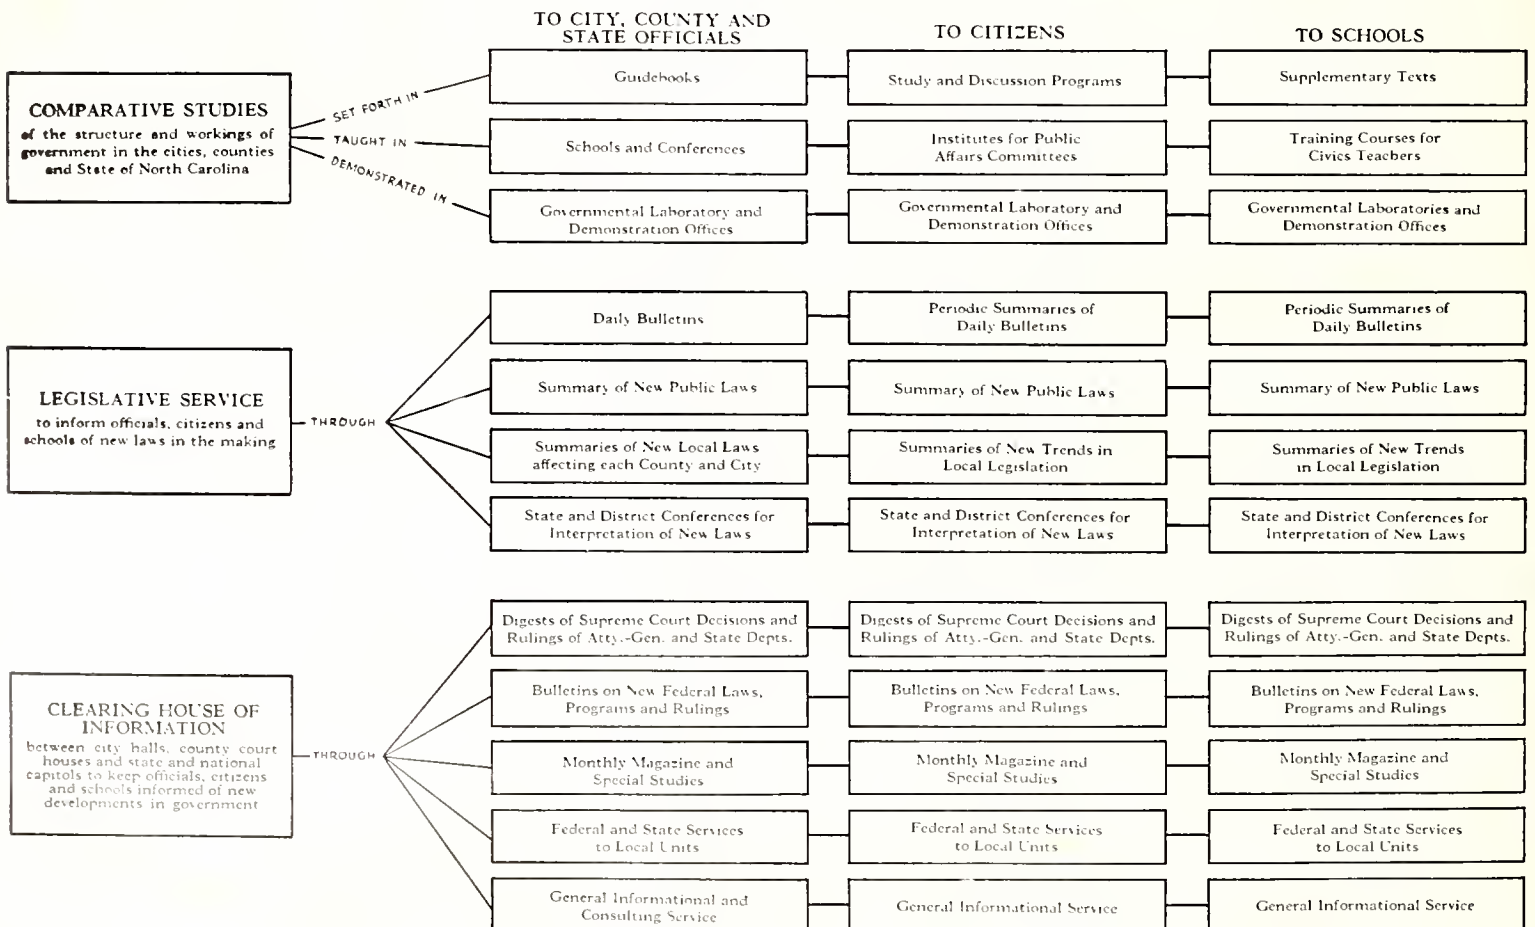 TO CITY, COUNTY AND
STATE OFFICIALS
TO CITIZENS
TO SCHOOLS
COMPARATIVE STUDIES
of the structure and workings of
government in the cities, counties
and State of North Carolina
SET FORTH IN
TAUGHT IN
DEMONSTRATED IN
Guidebooks
Study and Discussion Programs
Supplementary Texts
Schools and Conferences
Institutes for Public
Affairs Committees
Training Courses for
Civics Teachers
Governmental Laboratory and
Demonstration Offices
Governmental Laboratory and
Demonstration Offices
Governmental Laboratories and
Demonstration Offices
LEGISLATIVE SERVICE
to inform officials, citizens and
schools of new laws in the making
THROUGH
Daily Bulletins
Periodic Summaries of
Daily Bulletins
Periodic Summaries of
Daily Bulletins
Summary of New Public Laws
Summary of New Public Laws
Summary of New Public Laws
Summaries of New Local Laws
affecting each County and City
Summaries of New Trends in
Local Legislation
Summaries of New Trends
in Local Legislation
State and District Conferences for
Interpretation of New Laws
State and District Conferences for
Interpretation of New Laws
State and District Conferences for
Interpretation of New Laws
CLEARING HOUSE OF
INFORMATION
between city halls, county court
houses and state and national
capitols to keep officials, citizens
and schools informed of new
developments in government
THROUGH
Digests of Supreme Court Decisions and
Rulings of Atty.-Gen. and State Depts.
Digests of Supreme Court Decisions and
Rulings of Atty.-Gen. and State Depts.
Digests of Supreme Court Decisions and
Rulings of Atty.-Gen. and State Depts.
Bulletins on New Federal Laws,
Programs and Rulings
Bulletins on New Federal Laws,
Programs and Rulings
Bulletins on New Federal Laws,
Programs and Rulings
Monthly Magazine and
Special Studies
Monthly Magazine and
Special Studies
Monthly Magazine and
Special Studies
Federal and State Services
to Local Units
Federal and State Services
to Local Units
Federal and State Services
to Local Units
General Informational and
Consulting Service
General Informational Service
General Informational Service